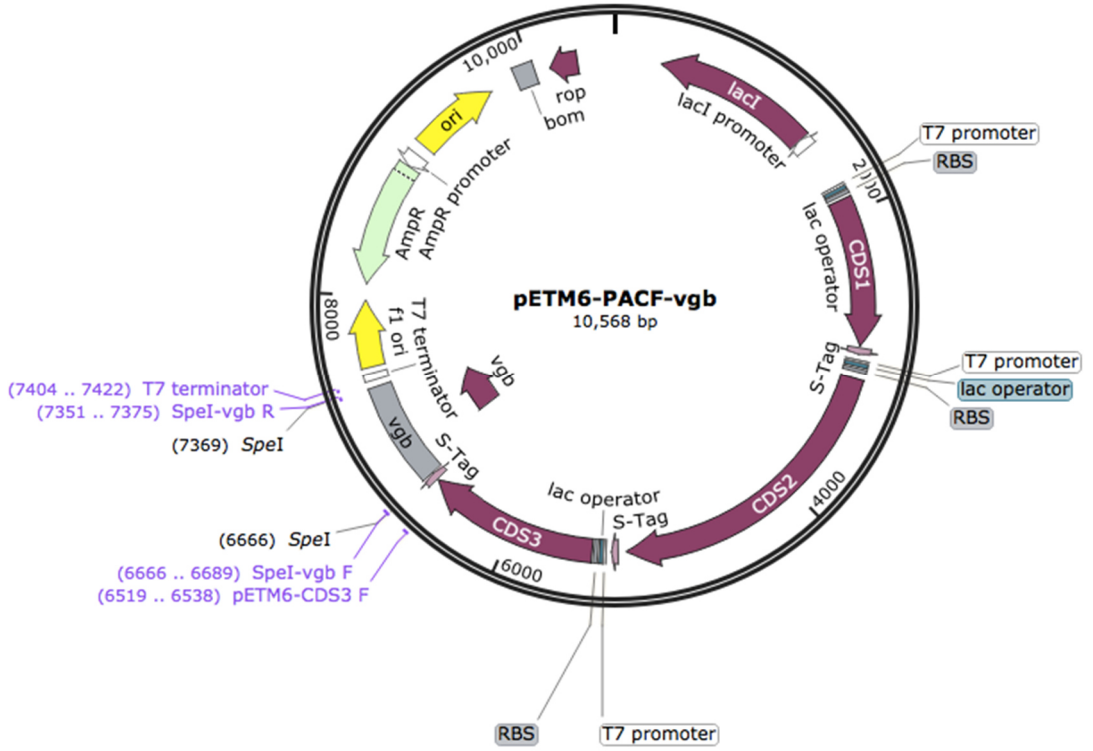 10,000
rop
bom
ori
lacI
lacI promoter
T7 promoter
RBS
2000
lac operator
CDS1
AmpR promoter
AmpR
pETM6-PACF-vgb
10,568 bp
8000
f1 ori
T7 terminator
vgb
S-Tag
T7 promoter
lac operator
RBS
(7404 .. 7422) T7 terminator
(7351 .. 7375) SpeI-vgb R
(7369) SpeI
vgb
S-Tag
CDS2
4000
lac operator
S-Tag
CDS3
6000
(6666) SpeI
(6666 .. 6689) SpeI-vgb F
(6519 .. 6538) pETM6-CDS3 F
RBS
T7 promoter